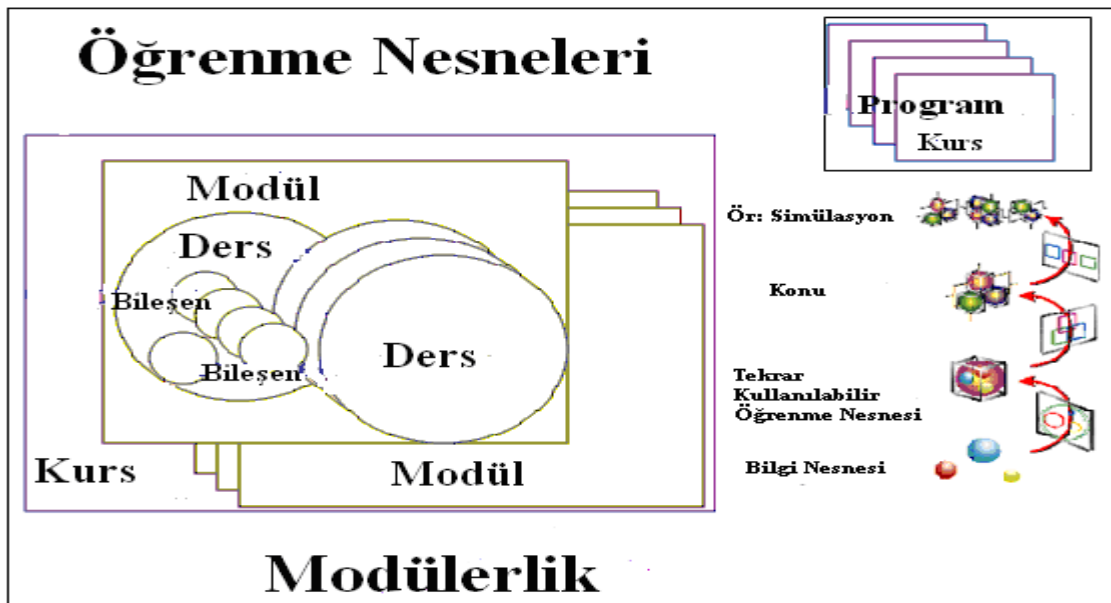 Öğrenme Nesneleri
Program
Kurs
Modül
Ders
Bileşen
Bileşen
Ders
Kurs
Modül
Ör: Simülasyon
Konu
Tekrar
Kullanılabilir
Öğrenme Nesnesi
Bilgi Nesnesi
Modülerlik